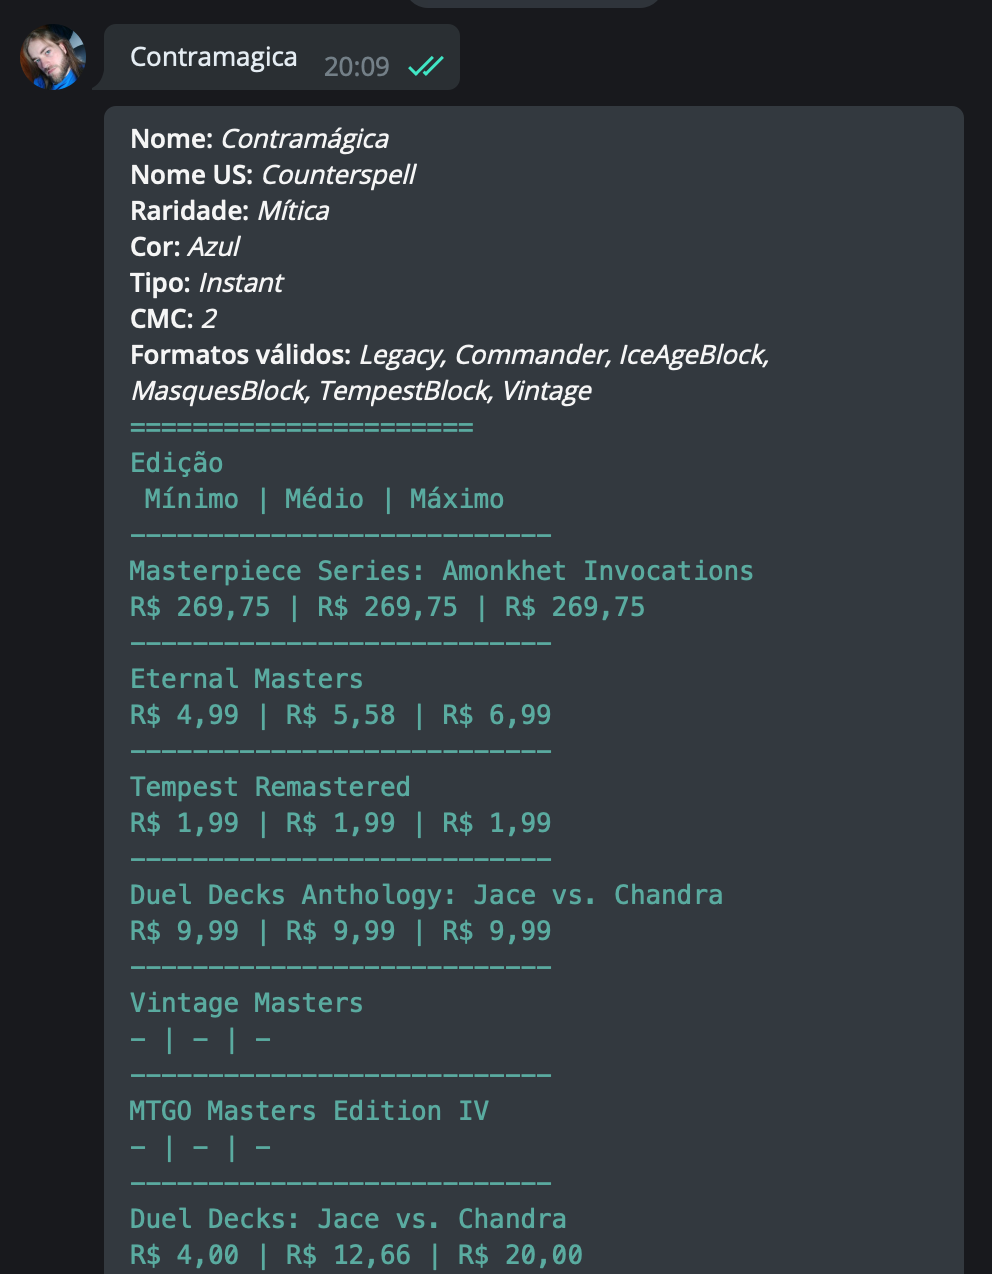 Contramagica 20:09
Nome: Contramágica
Nome US: Counterspell
Raridade: Mítica
Cor: Azul
Tipo: Instant
CMC: 2
Formatos válidos: Legacy, Commander, IceAgeBlock,
MasquesBlock, TempestBlock, Vintage
======================
Edição
Mínimo | Médio | Máximo
---------------------------
Masterpiece Series: Amonkhet Invocations
R$ 269,75 | R$ 269,75 | R$ 269,75
---------------------------
Eternal Masters
R$ 4,99 | R$ 5,58 | R$ 6,99
---------------------------
Tempest Remastered
R$ 1,99 | R$ 1,99 | R$ 1,99
---------------------------
Duel Decks Anthology: Jace vs. Chandra
R$ 9,99 | R$ 9,99 | R$ 9,99
---------------------------
Vintage Masters
- | - | -
---------------------------
MTGO Masters Edition IV
- | - | -
---------------------------
Duel Decks: Jace vs. Chandra
R$ 4,00 | R$ 12,66 | R$ 20,00